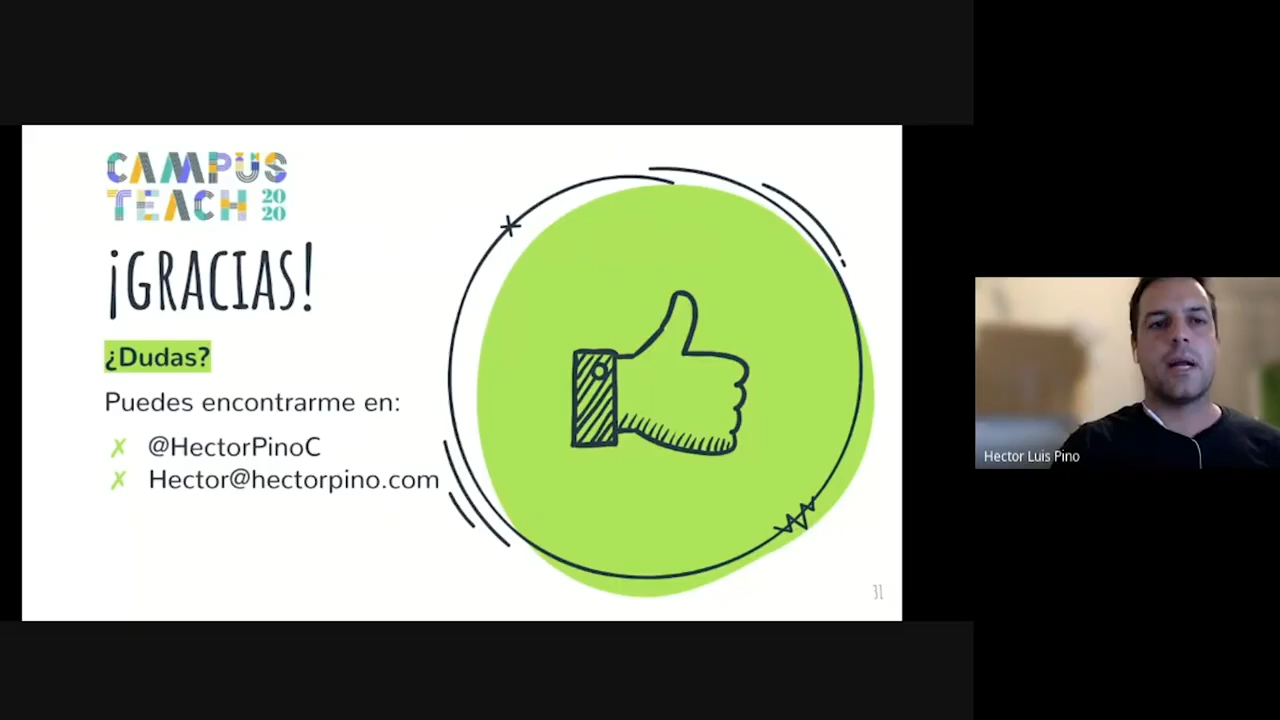 CAMPUS
TEACH 20
20
¡GRACIAS!
¿Dudas?
Puedes encontrarme en:
✗ @HectorPinoC
✗ Hector@hectorpino.com
31
Hector Luis Pino